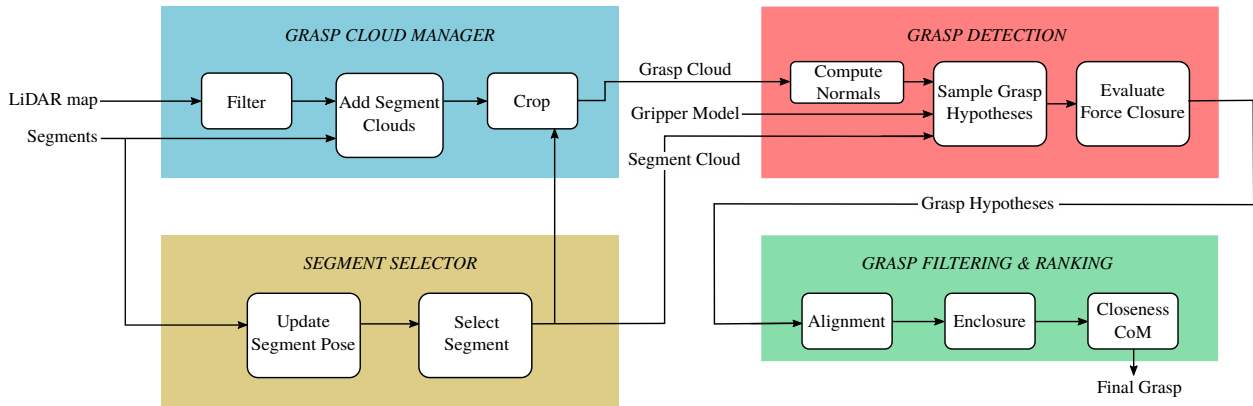 GRASP CLOUD MANAGER
LiDAR map
Segments
Filter
Add Segment
Clouds
Crop
Grasp Cloud
Gripper Model
Segment Cloud
GRASP DETECTION
Compute
Normals
Sample Grasp
Hypotheses
Evaluate
Force Closure
Grasp Hypotheses
SEGMENT SELECTOR
Update
Segment Pose
Select
Segment
GRASP FILTERING & RANKING
Alignment
Enclosure
Closeness
CoM
Final Grasp